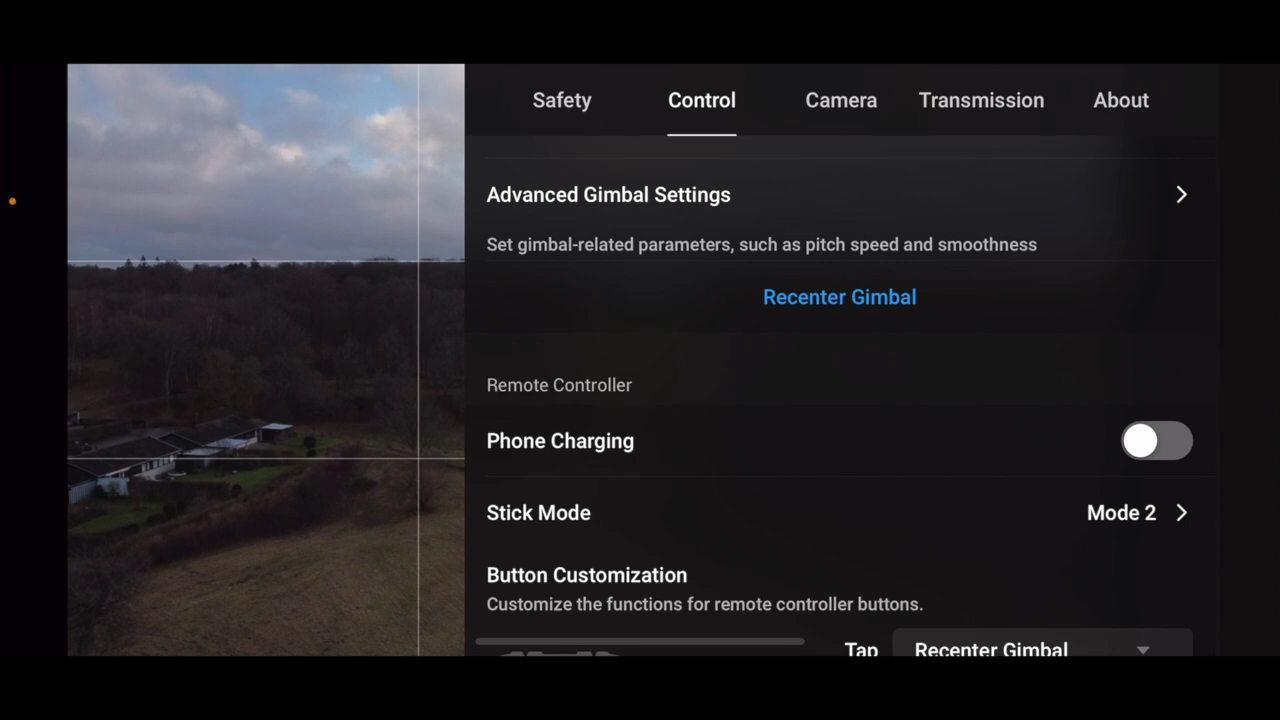 Safety Control Camera Transmission About
Advanced Gimbal Settings
Set gimbal-related parameters, such as pitch speed and smoothness
Recenter Gimbal
Remote Controller
Phone Charging
Stick Mode Mode 2
Button Customization
Customize the functions for remote controller buttons.
Tap Recenter Gimbal